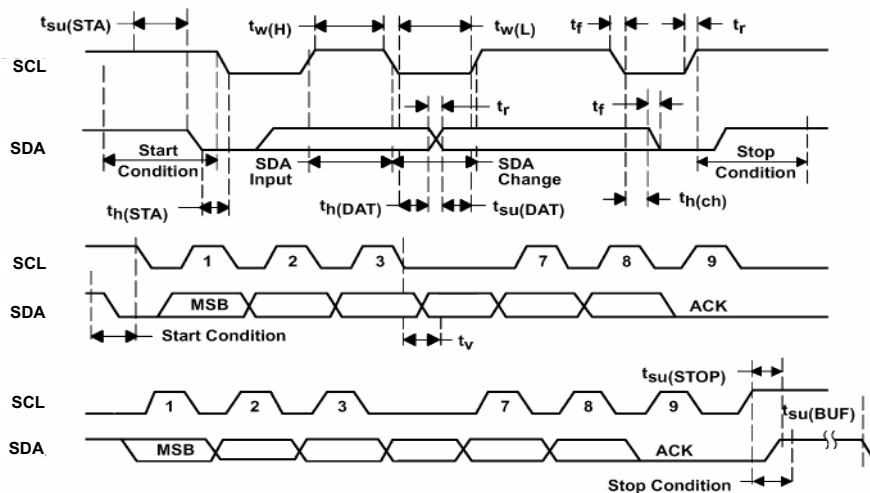 tsu(STA) tw(H) tw(L) tf tr
SCL
tr tf
SDA
Start Condition
SDA Input
SDA Change
Stop Condition
th(STA) th(DAT) tsu(DAT) th(ch)
SCL 1 2 3 7 8 9
SDA MSB ACK
Start Condition tv
tsu(STOP)
SCL 1 2 3 7 8 9 tsu(BUF)
SDA MSB ACK
Stop Condition